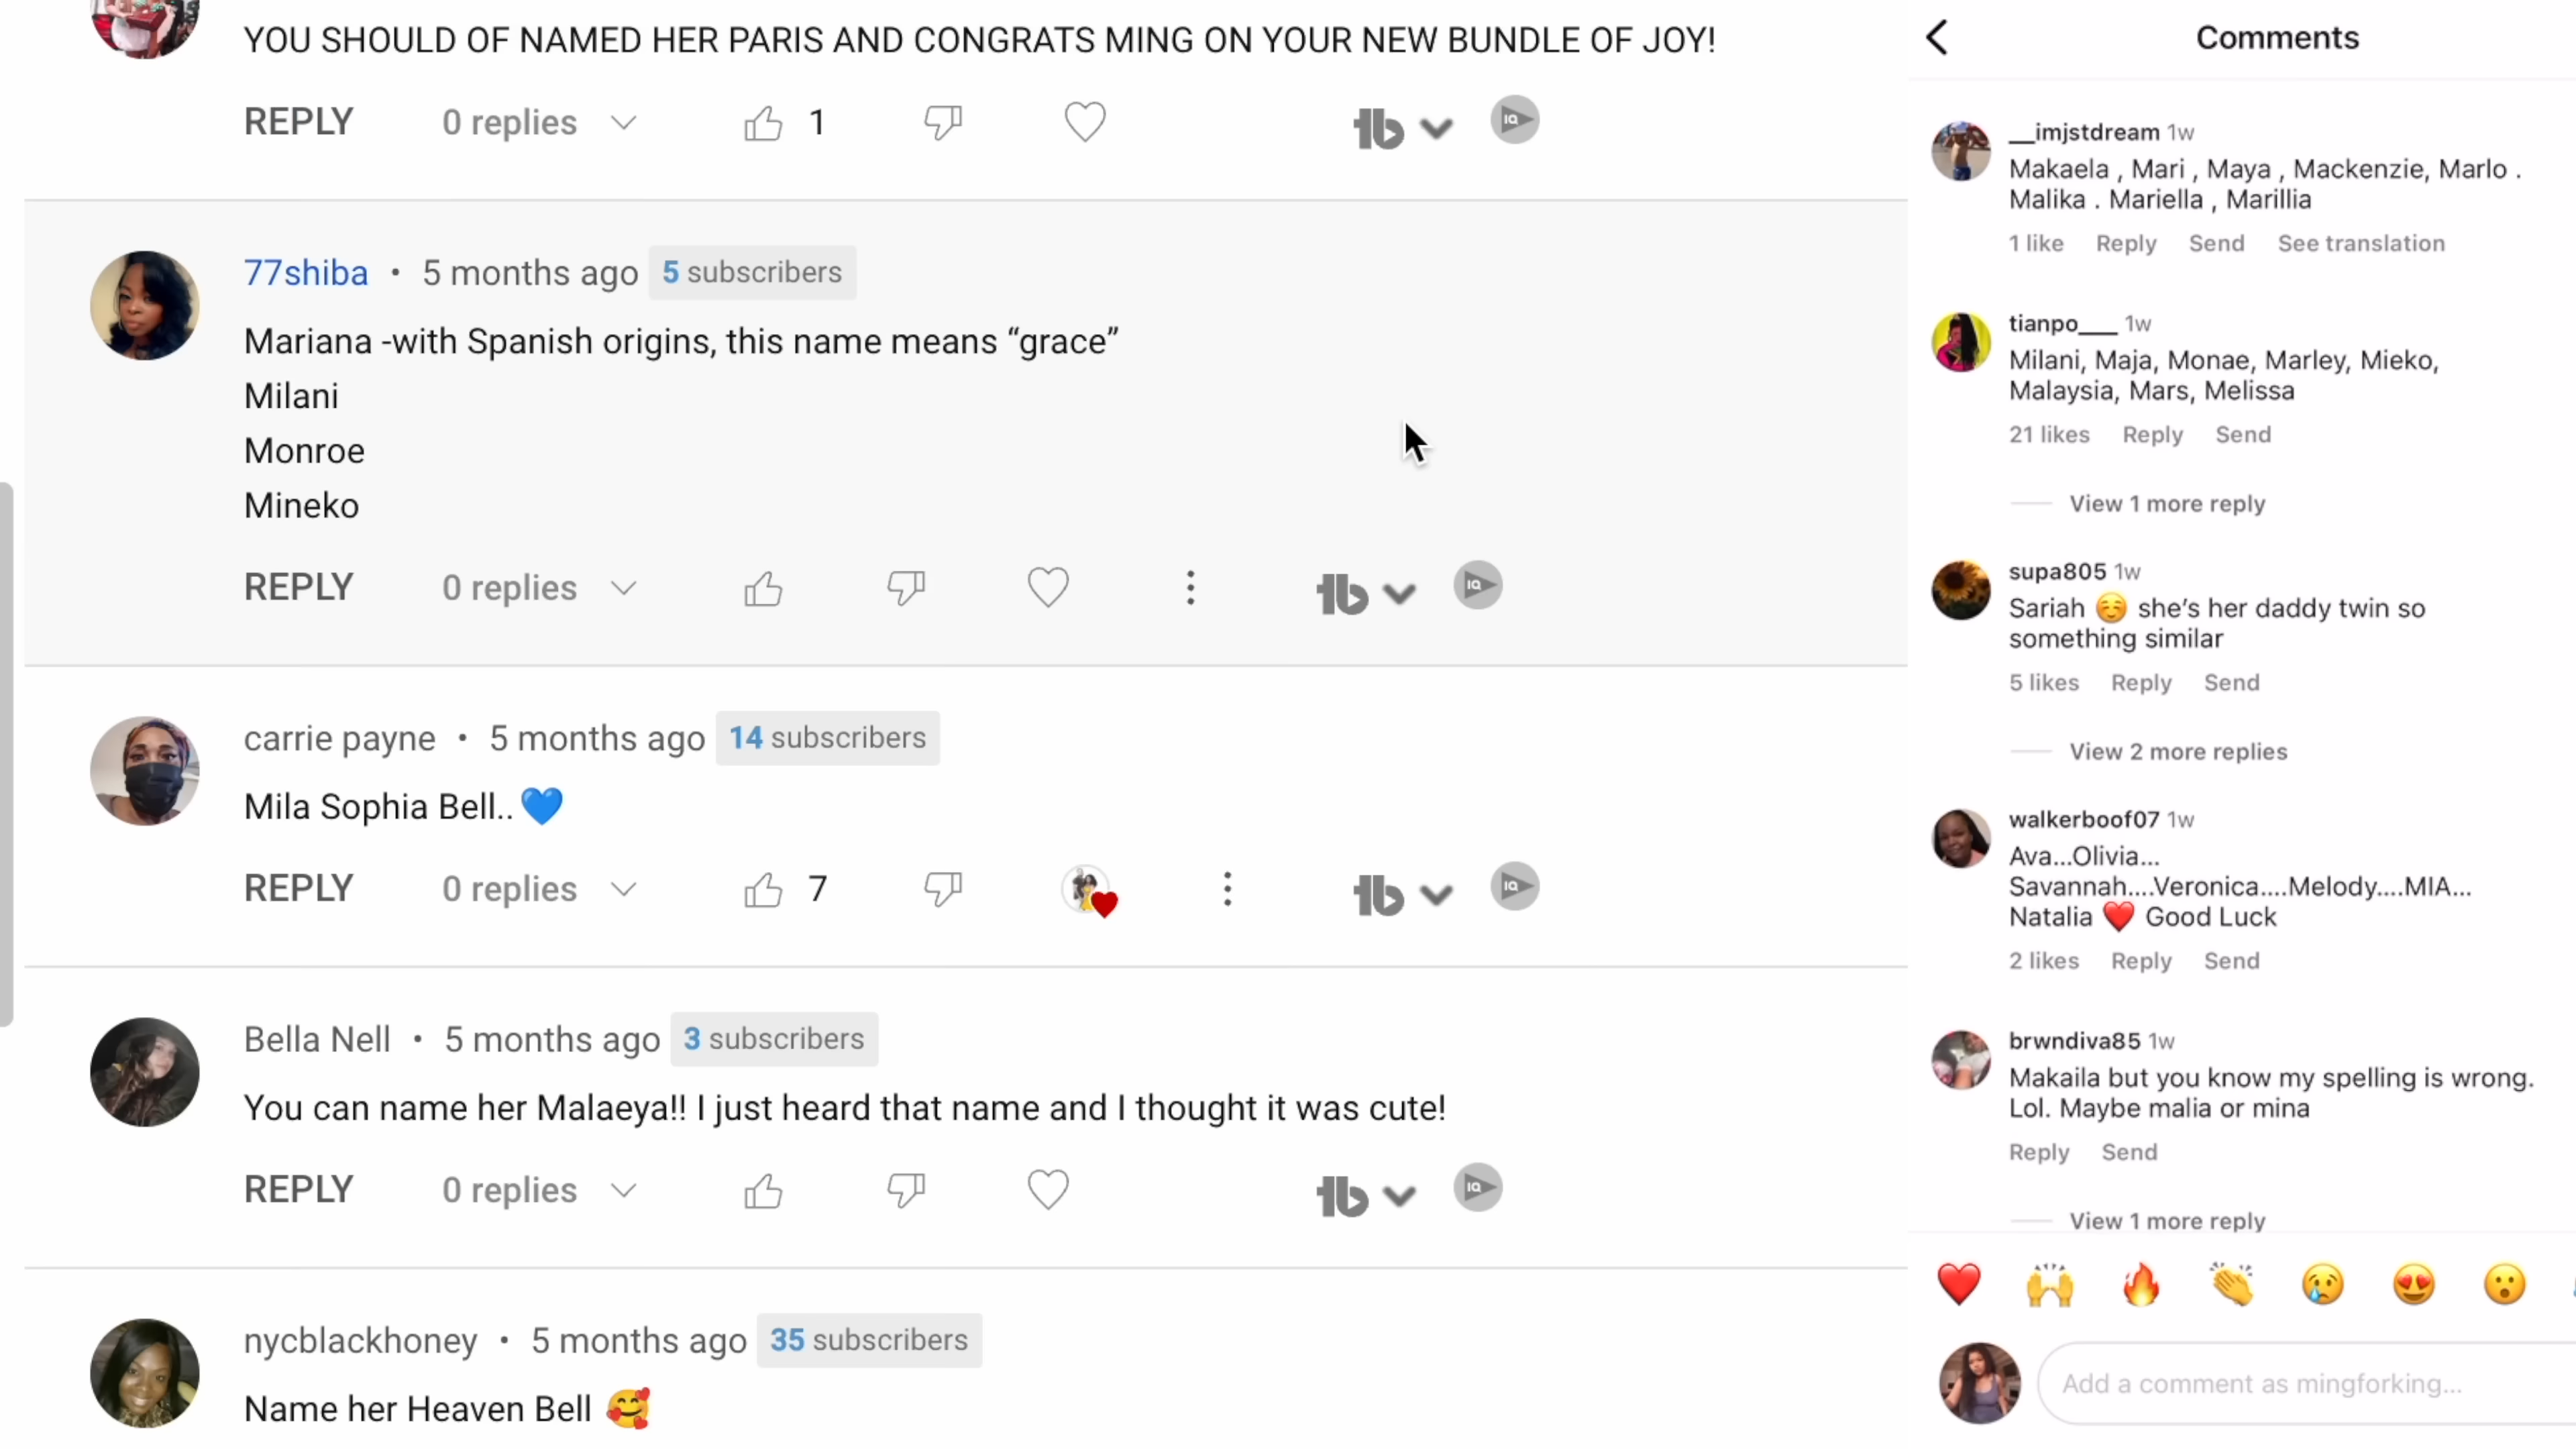 YOU SHOULD OF NAMED HER PARIS AND CONGRATS MING ON YOUR NEW BUNDLE OF JOY!
REPLY 0 replies 1
77shiba • 5 months ago 5 subscribers
Mariana -with Spanish origins, this name means “grace”
Milani
Monroe
Mineko
REPLY 0 replies
carrie payne • 5 months ago 14 subscribers
Mila Sophia Bell.. 💙
REPLY 0 replies 7
Bella Nell • 5 months ago 3 subscribers
You can name her Malaeya!! I just heard that name and I thought it was cute!
REPLY 0 replies
nycblackhoney • 5 months ago 35 subscribers
Name her Heaven Bell 🥰
Comments
__imjstdream 1w
Makaela , Mari , Maya , Mackenzie, Marlo .
Malika . Mariella , Marillia
1 like Reply Send See translation
tianpo___ 1w
Milani, Maja, Monae, Marley, Mieko,
Malaysia, Mars, Melissa
21 likes Reply Send
View 1 more reply
supa805 1w
Sariah ☺️ she’s her daddy twin so
something similar
5 likes Reply Send
View 2 more replies
walkerboof07 1w
Ava...Olivia...
Savannah....Veronica....Melody....MIA...
Natalia ❤️ Good Luck
2 likes Reply Send
brwndiva85 1w
Makaila but you know my spelling is wrong.
Lol. Maybe malia or mina
Reply Send
View 1 more reply
❤️ 🙌 🔥 👏 😢 😍 😮
Add a comment as mingforking...